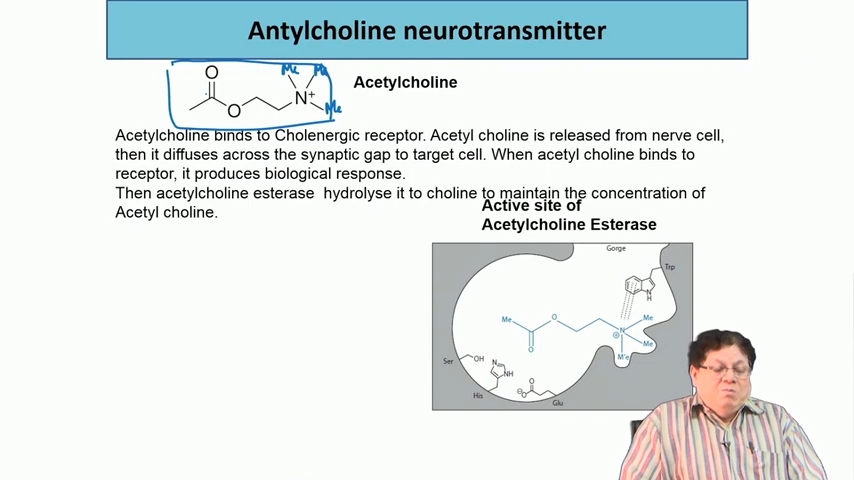 Antylcholine neurotransmitter
O
Me Me
Acetylcholine
N+
O
Me
Acetylcholine binds to Cholenergic receptor. Acetyl choline is released from nerve cell,
then it diffuses across the synaptic gap to target cell. When acetyl choline binds to
receptor, it produces biological response.
Then acetylcholine esterase hydrolyse it to choline to maintain the concentration of
Acetyl choline.
Active site of
Acetylcholine Esterase
Gorge
Trp
N
H
Me
O
Me
N
⊕
Me
O
M'e
Ser
OH
N
NH
His
O
⊖O
Glu